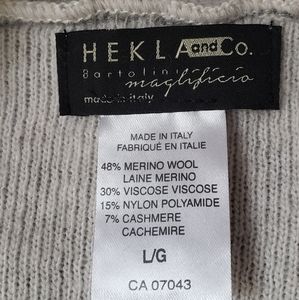 HEKLA and Co.
Bartolini
maglificio
made in italy
MADE IN ITALY
FABRIQUÉ EN ITALIE
48% MERINO WOOL
LAINE MERINO
30% VISCOSE VISCOSE
15% NYLON POLYAMIDE
7% CASHMERE
CACHEMIRE
L/G
CA 07043